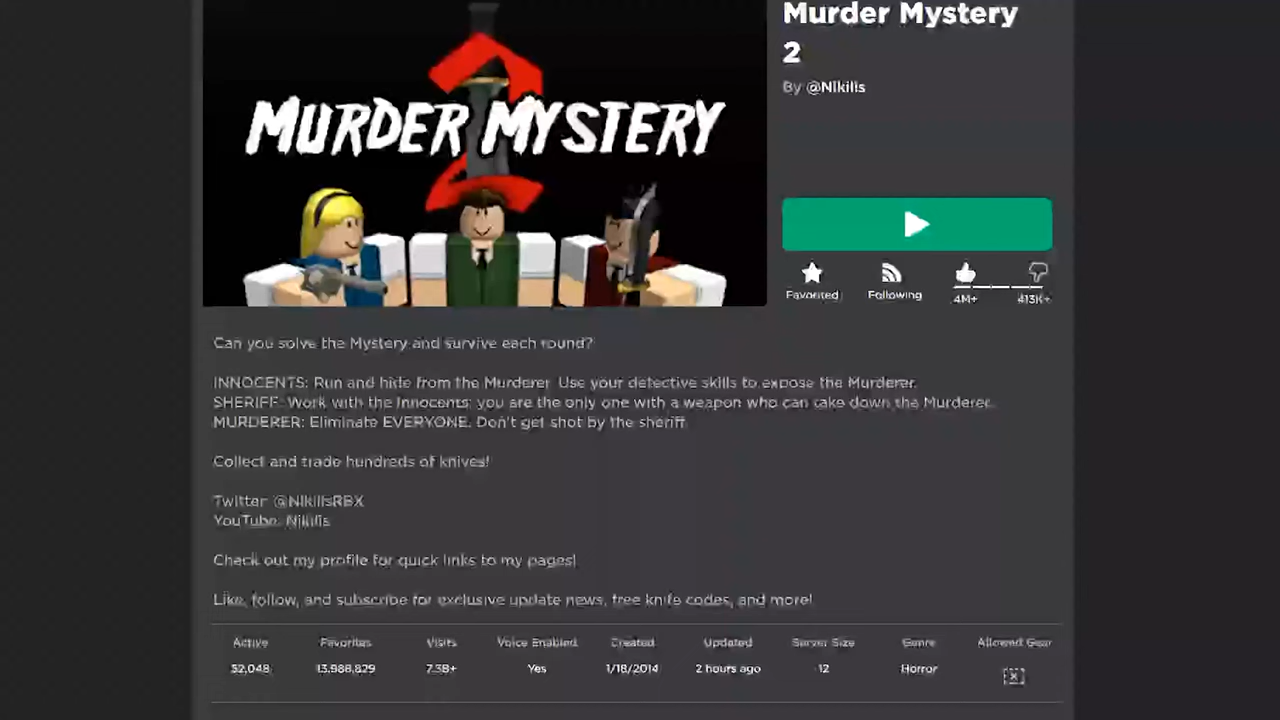 Murder Mystery
2
By @Nikilis
MURDER MYSTERY
2
Favorited
Following
4M+
413K+
Can you solve the Mystery and survive each round?
INNOCENTS: Run and hide from the Murderer. Use your detective skills to expose the Murderer.
SHERIFF: Work with the Innocents; you are the only one with a weapon who can take down the Murderer.
MURDERER: Eliminate EVERYONE. Don't get shot by the sheriff.
Collect and trade hundreds of knives!
Twitter: @NikilisRBX
YouTube: Nikilis
Check out my profile for quick links to my pages!
Like, follow, and subscribe for exclusive update news, free knife codes, and more!
Active Favorites Visits Voice Enabled Created Updated Server Size Genre Allowed Gear
32,048 13,988,829 7.3B+ Yes 1/18/2014 2 hours ago 12 Horror